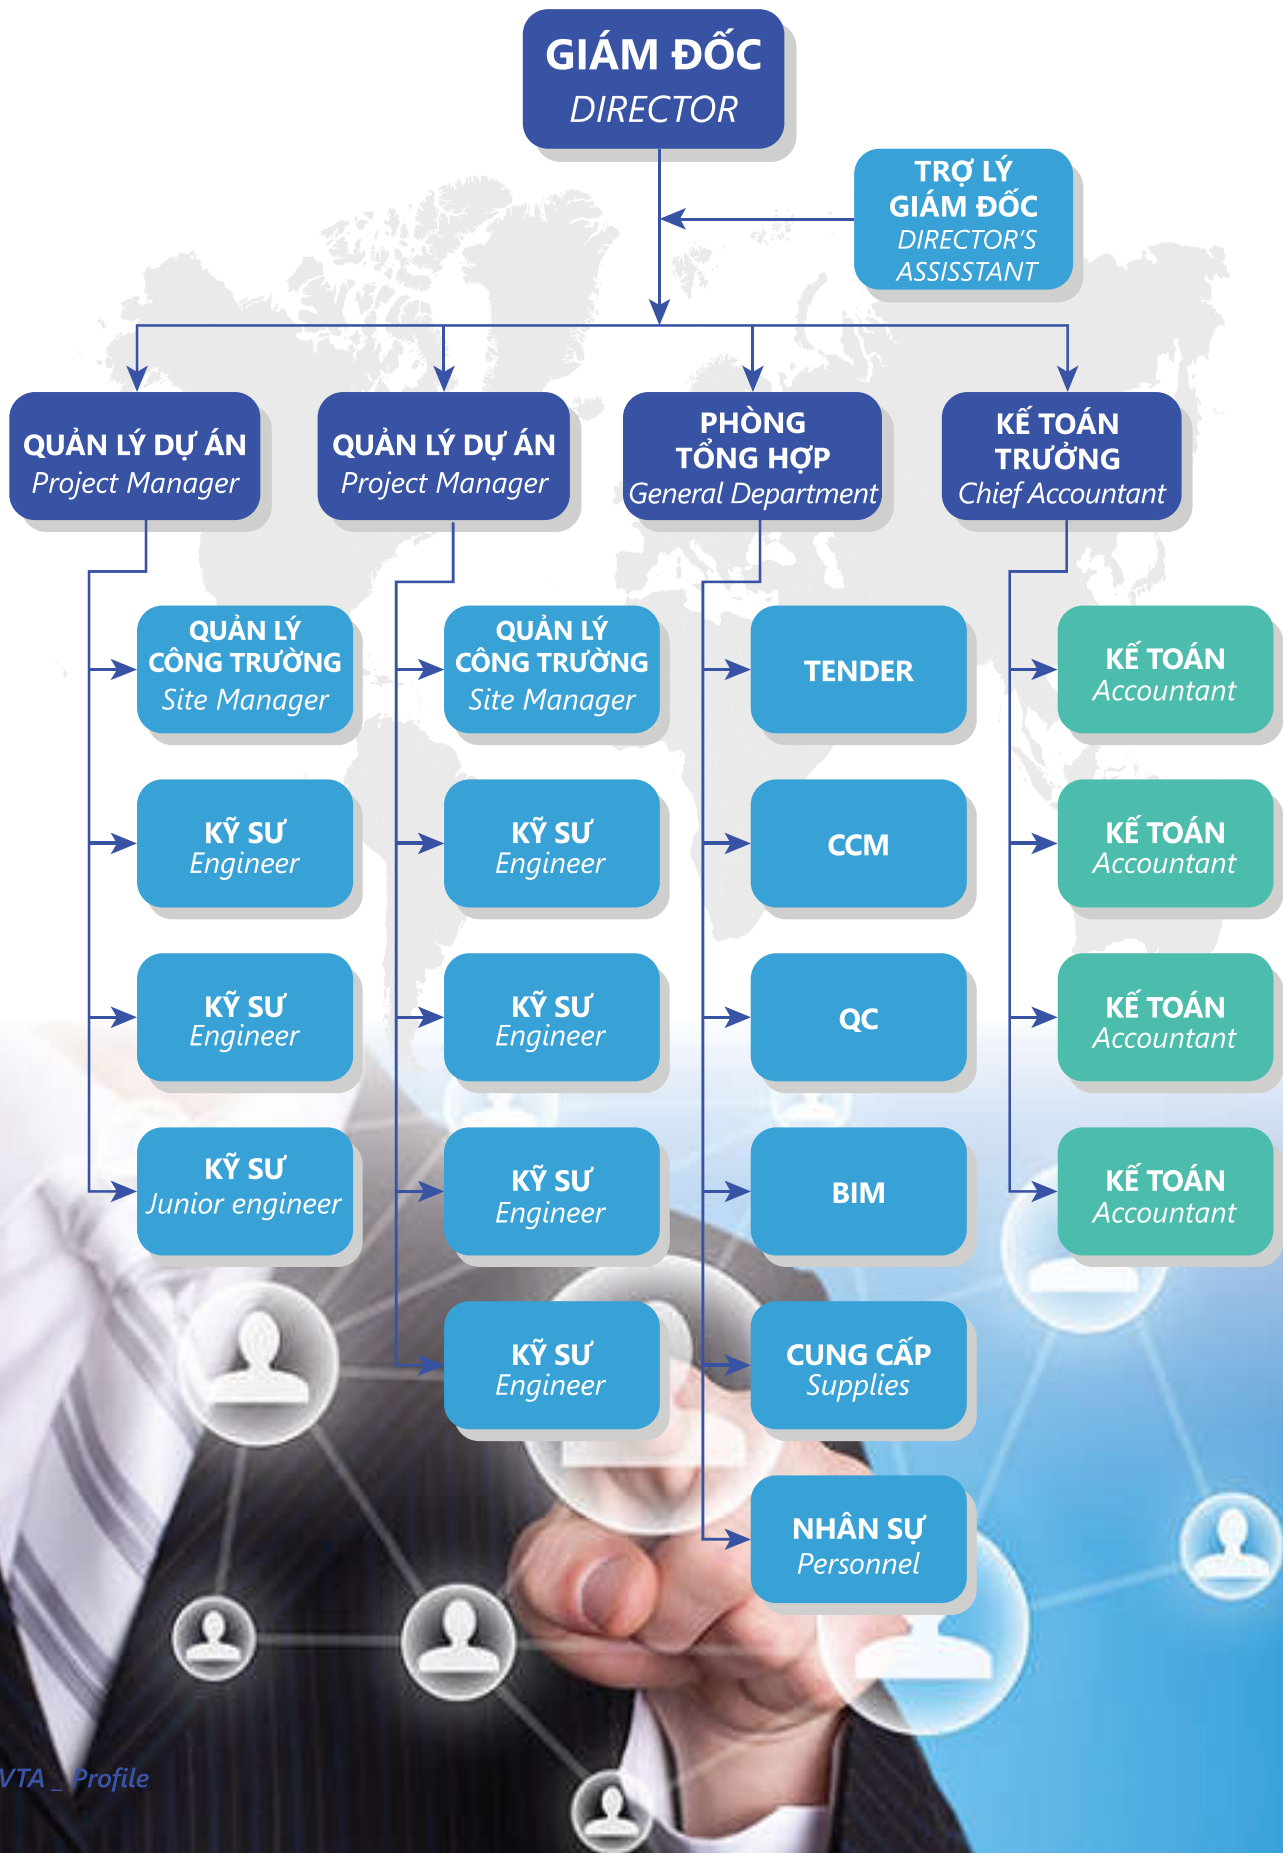 GIÁM ĐỐC
DIRECTOR
TRỢ LÝ
GIÁM ĐỐC
DIRECTOR'S
ASSISSTANT
QUẢN LÝ DỰ ÁN
Project Manager
QUẢN LÝ DỰ ÁN
Project Manager
PHÒNG
TỔNG HỢP
General Department
KẾ TOÁN
TRƯỞNG
Chief Accountant
QUẢN LÝ
CÔNG TRƯỜNG
Site Manager
KỸ SƯ
Engineer
KỸ SƯ
Engineer
KỸ SƯ
Junior engineer
QUẢN LÝ
CÔNG TRƯỜNG
Site Manager
KỸ SƯ
Engineer
KỸ SƯ
Engineer
KỸ SƯ
Engineer
KỸ SƯ
Engineer
TENDER
CCM
QC
BIM
CUNG CẤP
Supplies
NHÂN SỰ
Personnel
KẾ TOÁN
Accountant
KẾ TOÁN
Accountant
KẾ TOÁN
Accountant
KẾ TOÁN
Accountant
VTA _ Profile